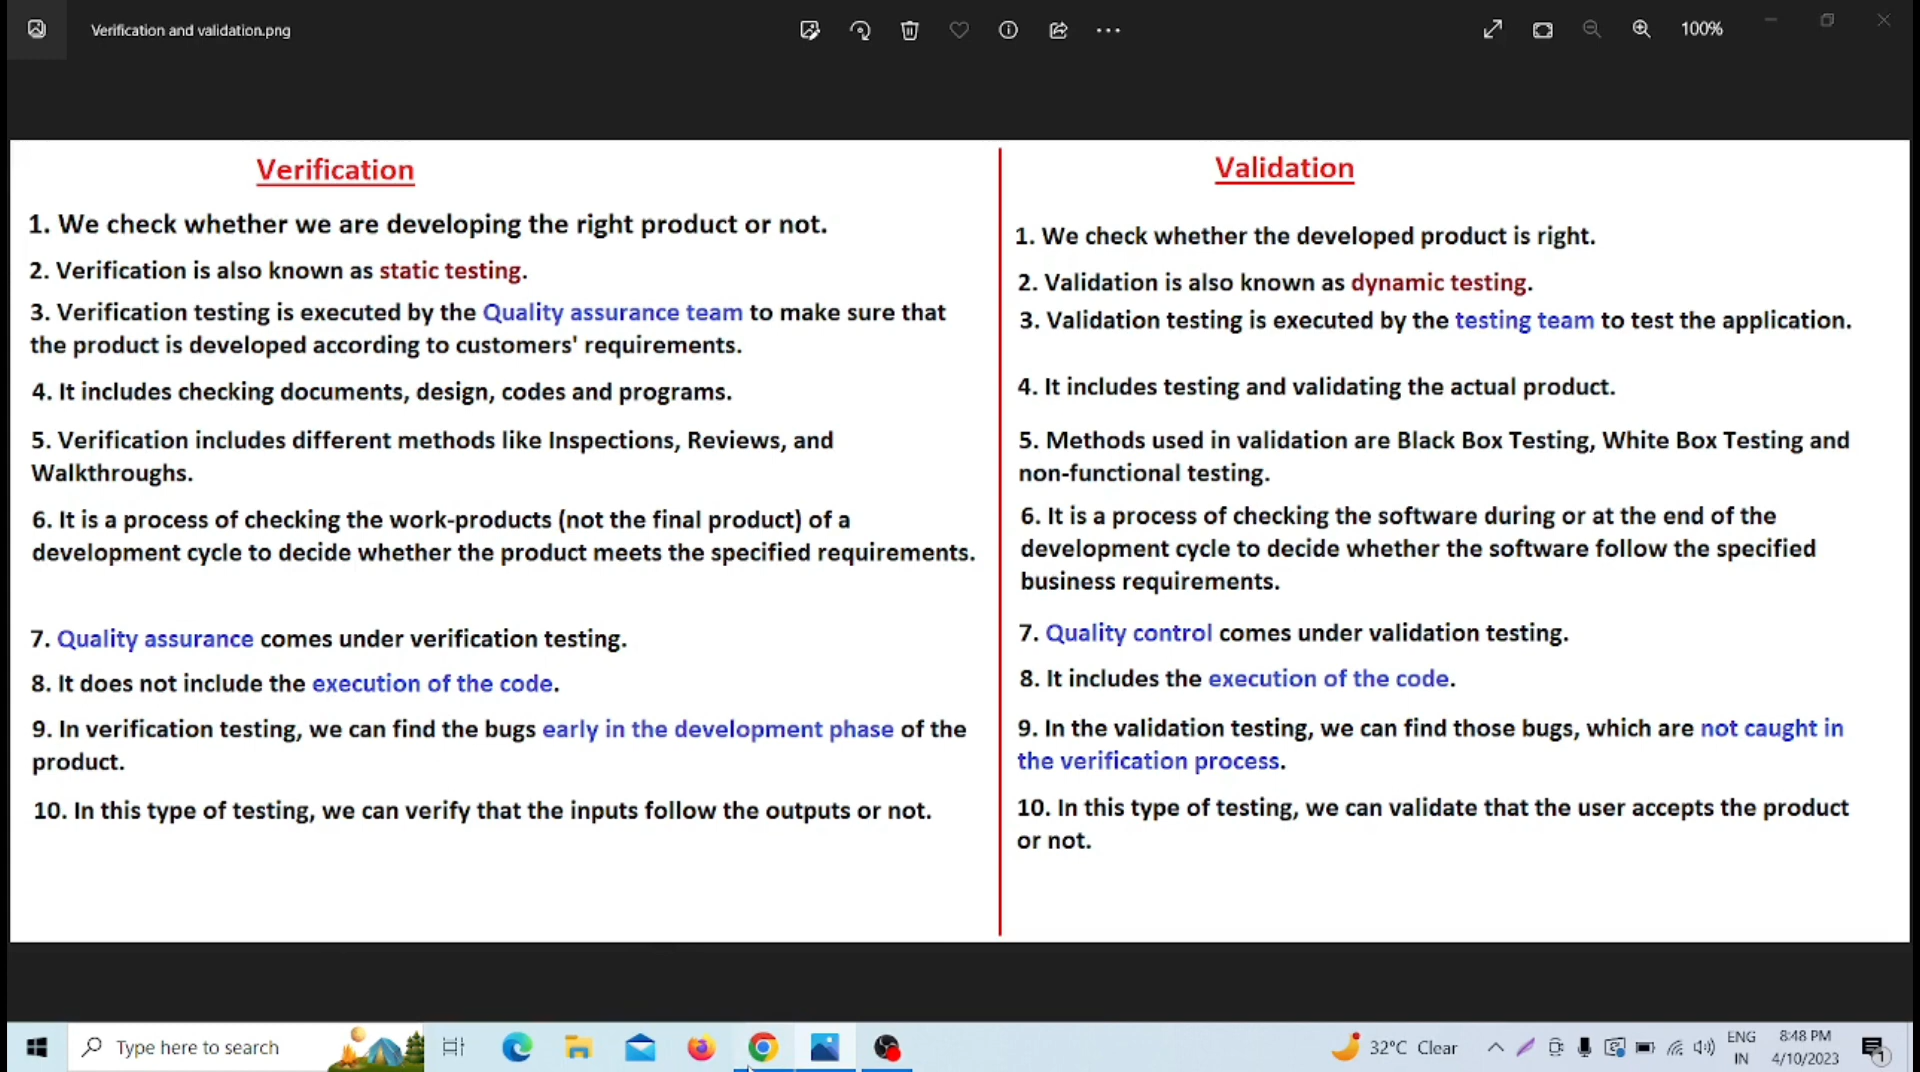 Verification and validation.png
100%
Verification
1. We check whether we are developing the right product or not.
2. Verification is also known as static testing.
3. Verification testing is executed by the Quality assurance team to make sure that
the product is developed according to customers' requirements.
4. It includes checking documents, design, codes and programs.
5. Verification includes different methods like Inspections, Reviews, and
Walkthroughs.
6. It is a process of checking the work-products (not the final product) of a
development cycle to decide whether the product meets the specified requirements.
7. Quality assurance comes under verification testing.
8. It does not include the execution of the code.
9. In verification testing, we can find the bugs early in the development phase of the
product.
10. In this type of testing, we can verify that the inputs follow the outputs or not.
Validation
1. We check whether the developed product is right.
2. Validation is also known as dynamic testing.
3. Validation testing is executed by the testing team to test the application.
4. It includes testing and validating the actual product.
5. Methods used in validation are Black Box Testing, White Box Testing and
non-functional testing.
6. It is a process of checking the software during or at the end of the
development cycle to decide whether the software follow the specified
business requirements.
7. Quality control comes under validation testing.
8. It includes the execution of the code.
9. In the validation testing, we can find those bugs, which are not caught in
the verification process.
10. In this type of testing, we can validate that the user accepts the product
or not.
Type here to search
32°C Clear
ENG
IN
8:48 PM
4/10/2023
1